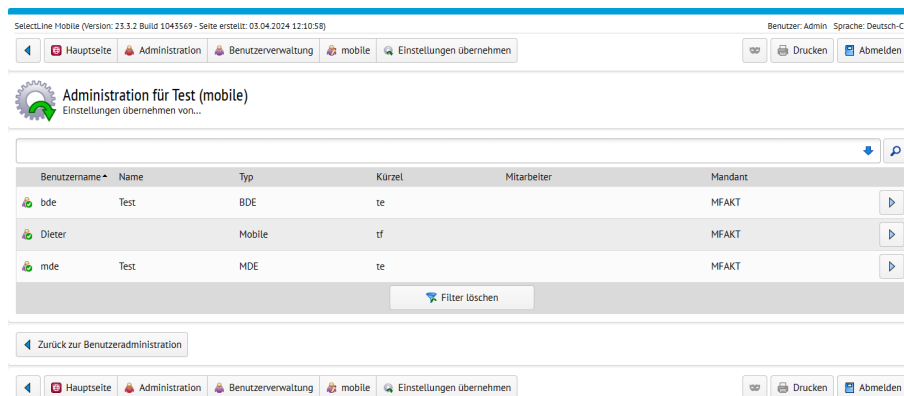 SelectLine Mobile (Version: 23.3.2 Build 1043569 - Seite erstellt: 03.04.2024 12:10:58) Benutzer: Admin Sprache: Deutsch-C
Hauptseite Administration Benutzerverwaltung mobile Einstellungen übernehmen Drucken Abmelden
Administration für Test (mobile)
Einstellungen übernehmen von...
Benutzername Name Typ Kürzel Mitarbeiter Mandant
bde Test BDE te MFAKT
Dieter Mobile tf MFAKT
mde Test MDE te MFAKT
Filter löschen
Zurück zur Benutzeradministration
Hauptseite Administration Benutzerverwaltung mobile Einstellungen übernehmen Drucken Abmelden